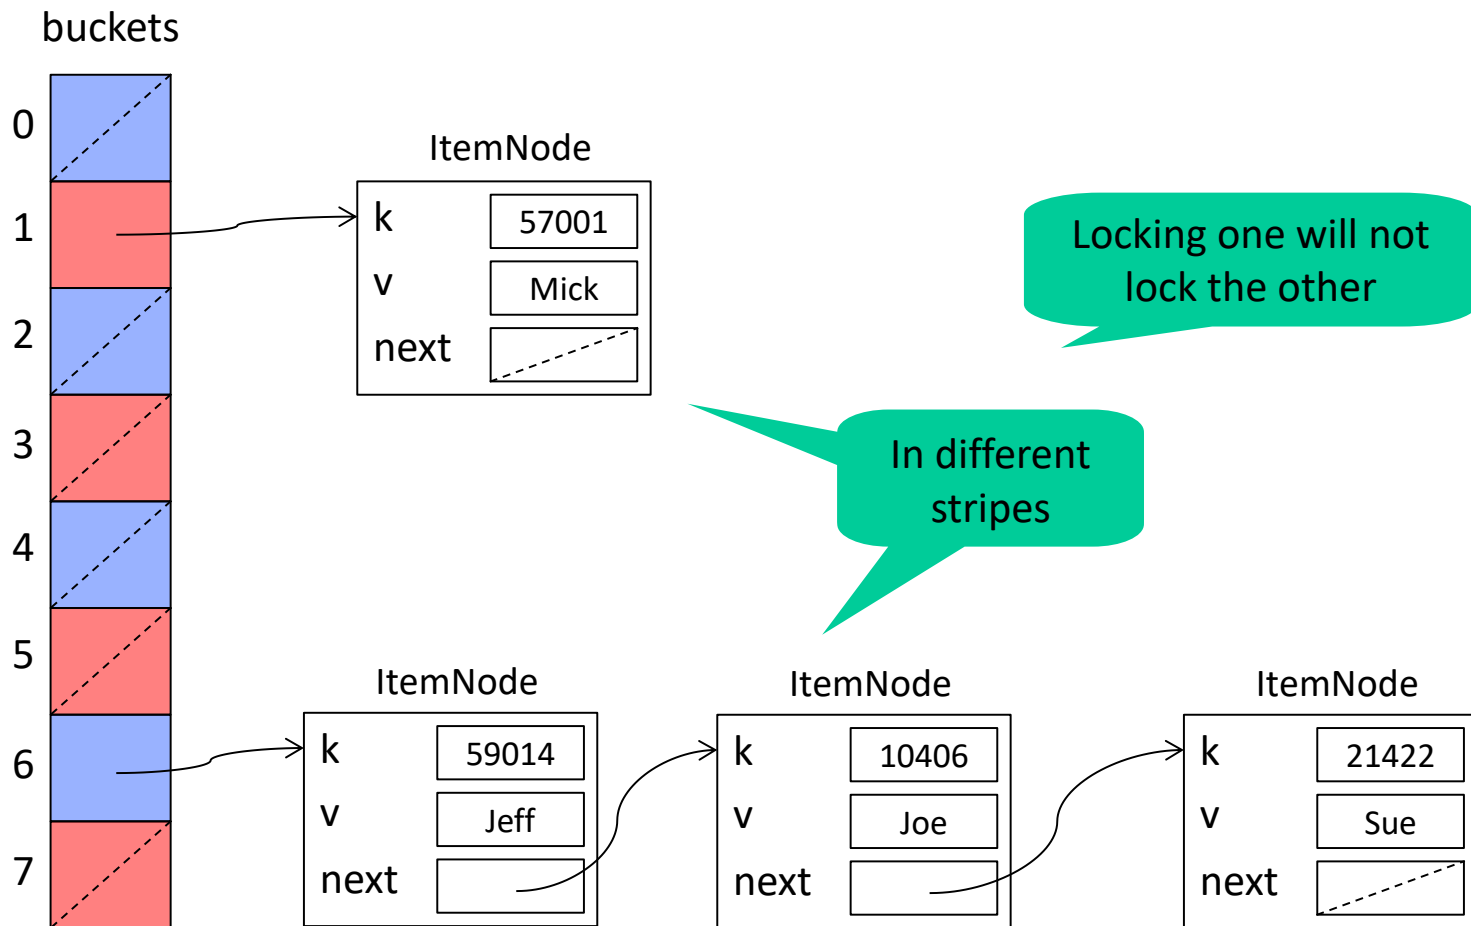 buckets
0
1
2
3
4
5
6
7
ItemNode
k 57001
v Mick
next
Locking one will not
lock the other
In different
stripes
ItemNode
k 59014
v Jeff
next
ItemNode
k 10406
v Joe
next
ItemNode
k 21422
v Sue
next